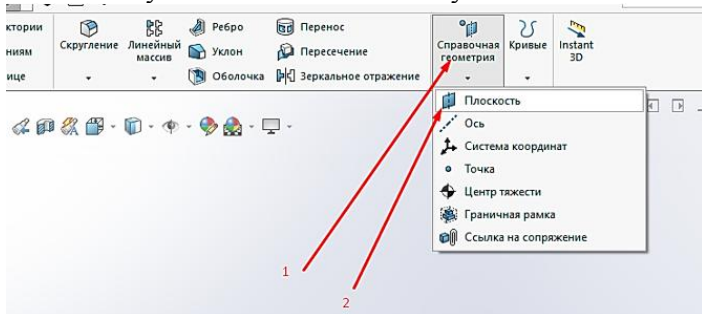 ктории
ниям
ице
Скругление
Линейный
массив
Ребро
Уклон
Оболочка
Перенос
Пересечение
Зеркальное отражение
Справочная
геометрия
Кривые
Instant
3D
Плоскость
Ось
Система координат
Точка
Центр тяжести
Граничная рамка
Ссылка на сопряжение
1
2